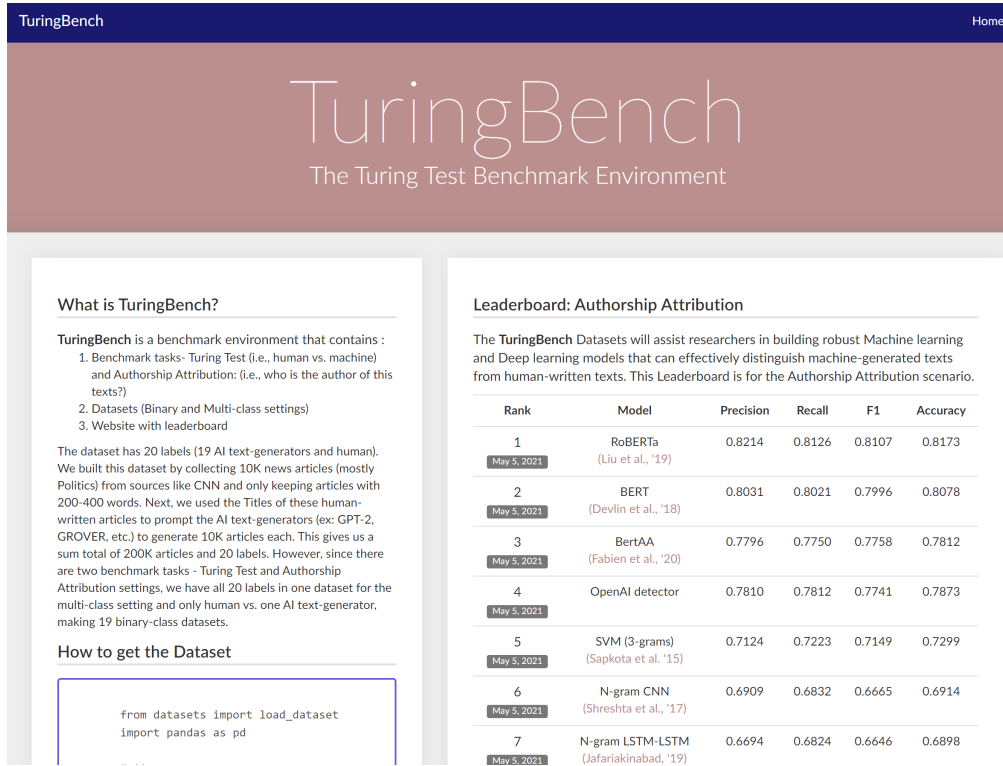 TuringBench
Home
TuringBench
The Turing Test Benchmark Environment
What is TuringBench?
TuringBench is a benchmark environment that contains :
1. Benchmark tasks- Turing Test (i.e., human vs. machine)
and Authorship Attribution: (i.e., who is the author of this
texts?)
2. Datasets (Binary and Multi-class settings)
3. Website with leaderboard
The dataset has 20 labels (19 AI text-generators and human).
We built this dataset by collecting 10K news articles (mostly
Politics) from sources like CNN and only keeping articles with
200-400 words. Next, we used the Titles of these human-
written articles to prompt the AI text-generators (ex: GPT-2,
GROVER, etc.) to generate 10K articles each. This gives us a
sum total of 200K articles and 20 labels. However, since there
are two benchmark tasks - Turing Test and Authorship
Attribution settings, we have all 20 labels in one dataset for the
multi-class setting and only human vs. one AI text-generator,
making 19 binary-class datasets.
How to get the Dataset
from datasets import load_dataset
import pandas as pd
Leaderboard: Authorship Attribution
The TuringBench Datasets will assist researchers in building robust Machine learning
and Deep learning models that can effectively distinguish machine-generated texts
from human-written texts. This Leaderboard is for the Authorship Attribution scenario.
Rank Model Precision Recall F1 Accuracy
1 RoBERTa 0.8214 0.8126 0.8107 0.8173
May 5, 2021 (Liu et al., '19)
2 BERT 0.8031 0.8021 0.7996 0.8078
May 5, 2021 (Devlin et al., '18)
3 BertAA 0.7796 0.7750 0.7758 0.7812
May 5, 2021 (Fabien et al., '20)
4 OpenAI detector 0.7810 0.7812 0.7741 0.7873
May 5, 2021
5 SVM (3-grams) 0.7124 0.7223 0.7149 0.7299
May 5, 2021 (Sapkota et al. '15)
6 N-gram CNN 0.6909 0.6832 0.6665 0.6914
May 5, 2021 (Shreshta et al., '17)
7 N-gram LSTM-LSTM 0.6694 0.6824 0.6646 0.6898
May 5, 2021 (Jafariakinabad, '19)